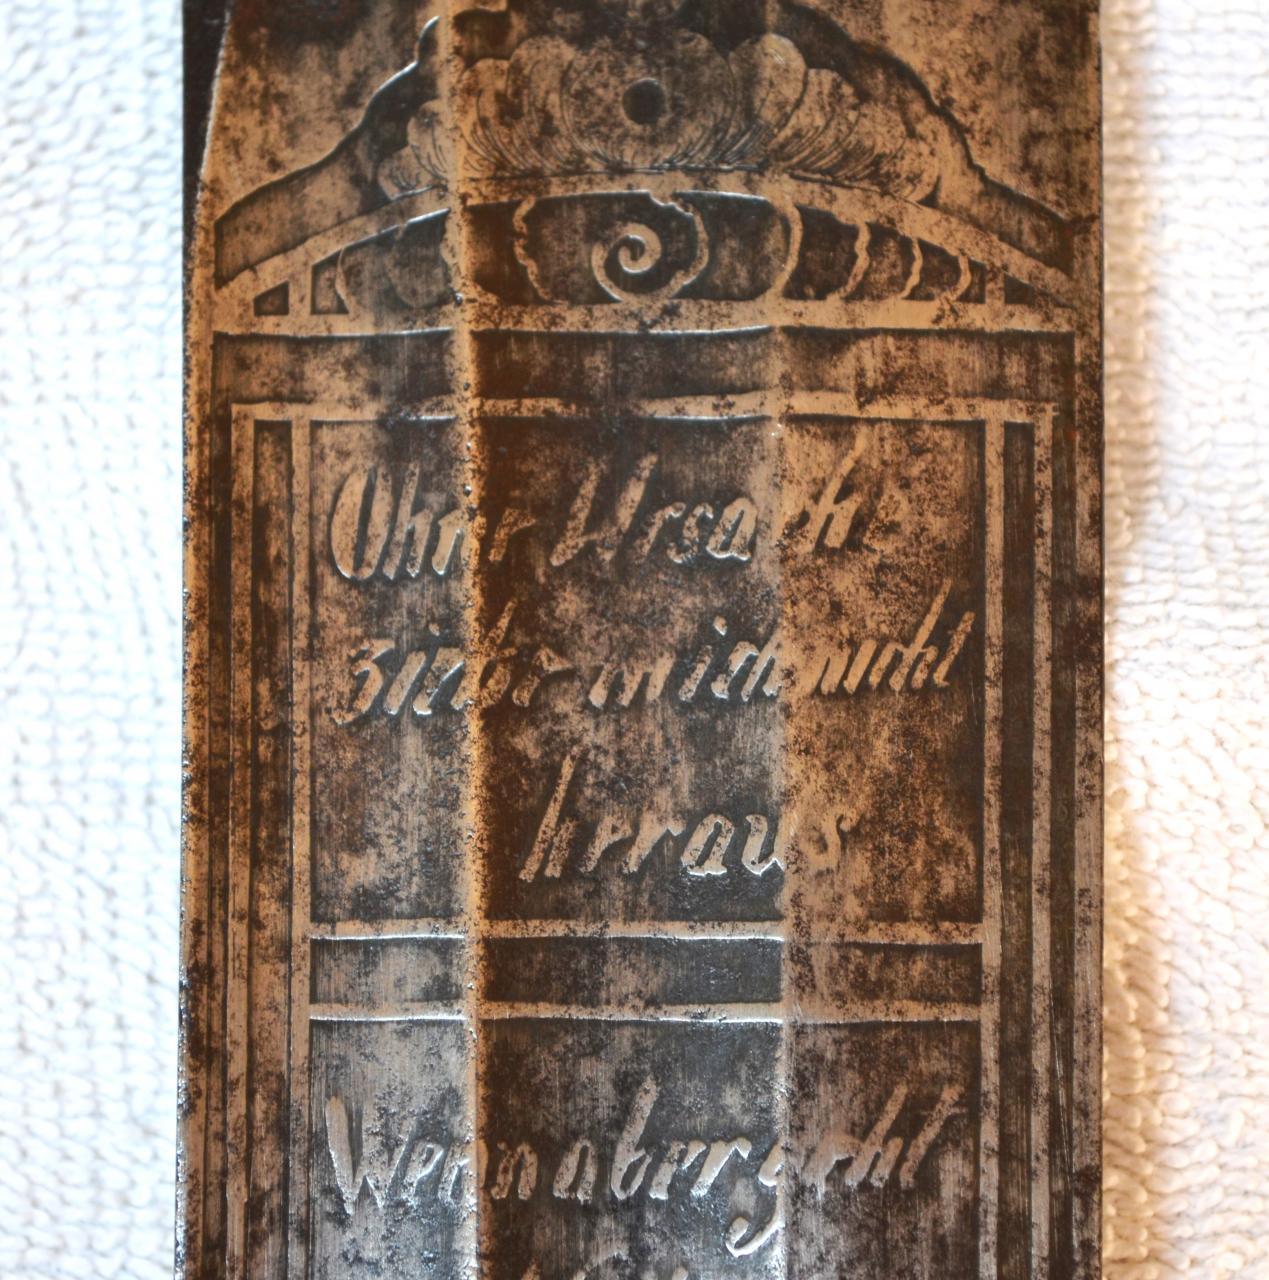 Ohne Ursach
ziehe mich nicht
heraus
Wenn aber geht